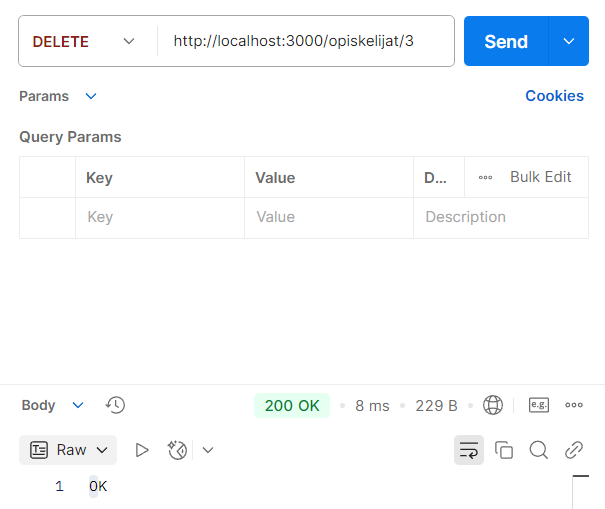 DELETE http://localhost:3000/opiskelijat/3 Send
Params Cookies
Query Params
Key Value D... Bulk Edit
Key Value Description
Body 200 OK 8 ms 229 B e.g.
Raw
1 OK